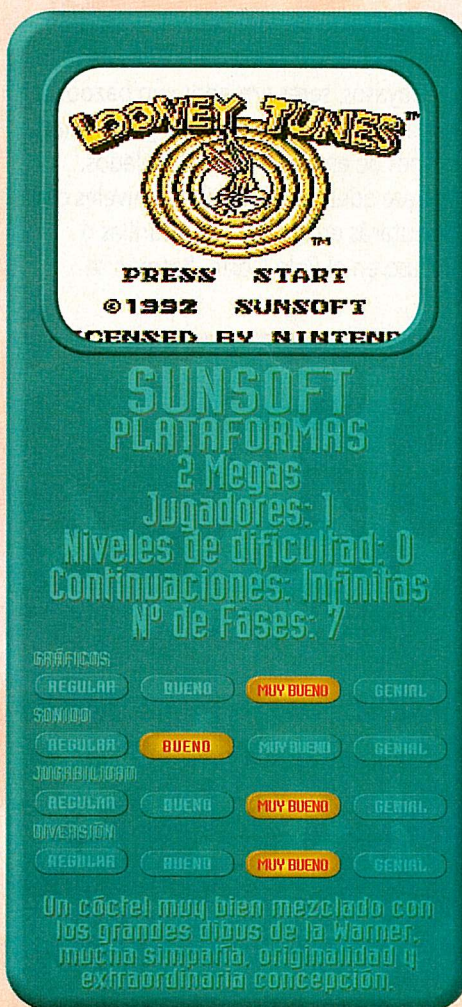 LOONEY TUNES™
TM
PRESS START
©1992 SUNSOFT
LICENSED BY NINTEND
SUNSOFT
PLATAFORMAS
2 Megas
Jugadores: 1
Niveles de dificultad: 0
Continuaciones: Infinitas
Nº de Fases: 7
GRÁFICOS
REGULAR BUENO MUY BUENO GENIAL
SONIDO
REGULAR BUENO MUY BUENO GENIAL
JUGABILIDAD
REGULAR BUENO MUY BUENO GENIAL
DIVERSIÓN
REGULAR BUENO MUY BUENO GENIAL
Un cóctel muy bien mezclado con
los grandes dibus de la Warner,
mucha simpatía, originalidad y
extraordinaria concepción.